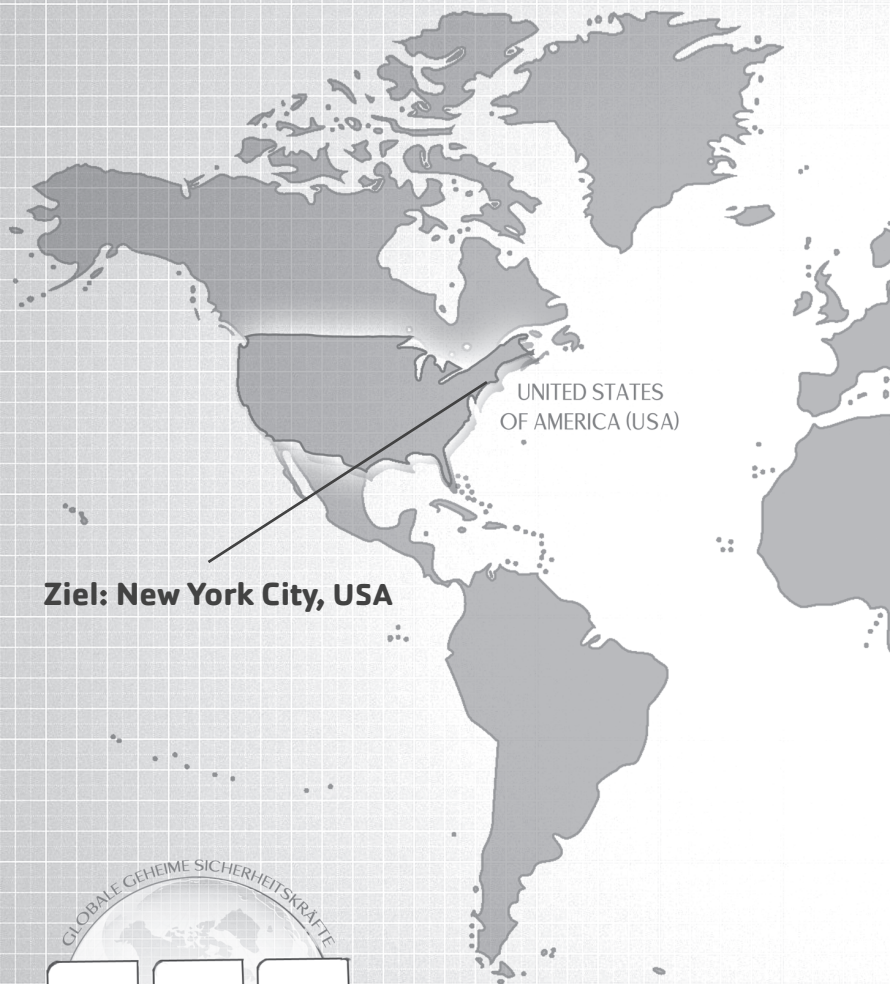 UNITED STATES
OF AMERICA (USA)
Ziel: New York City, USA
GLOBALE GEHEIME SICHERHEITSKRÄFTE